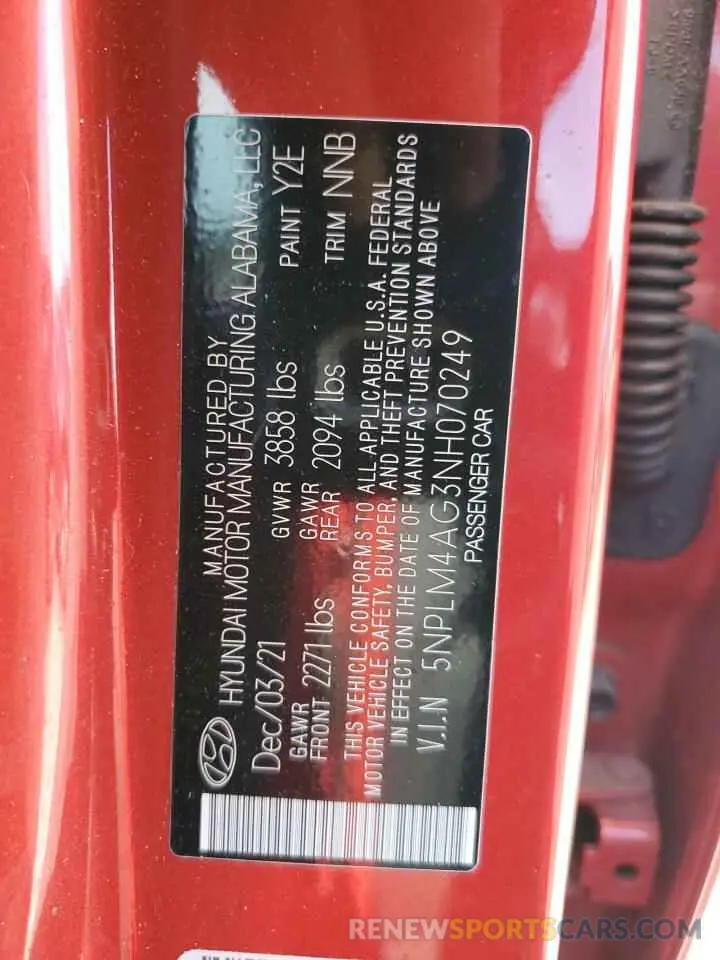 MANUFACTURED BY
HYUNDAI MOTOR MANUFACTURING ALABAMA, LLC
Dec/03/21 GVWR 3858 lbs PAINT Y2E
GAWR FRONT 2271 lbs GAWR REAR 2094 lbs TRIM NNB
THIS VEHICLE CONFORMS TO ALL APPLICABLE U.S.A. FEDERAL
MOTOR VEHICLE SAFETY, BUMPER, AND THEFT PREVENTION STANDARDS
IN EFFECT ON THE DATE OF MANUFACTURE SHOWN ABOVE
V.I.N 5NPLM4AG3NH070249
PASSENGER CAR
RENEWSPORTSCARS.COM